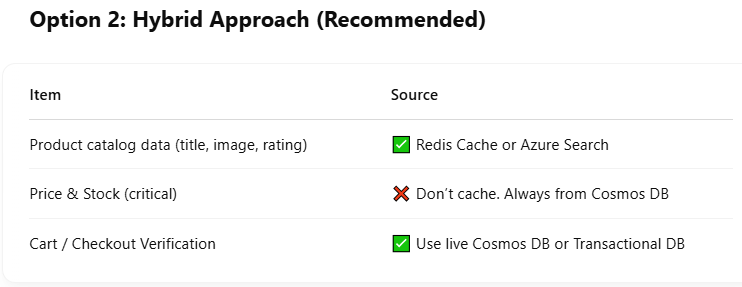 Option 2: Hybrid Approach (Recommended)
Item Source
Product catalog data (title, image, rating) ✅ Redis Cache or Azure Search
Price & Stock (critical) ❌ Don’t cache. Always from Cosmos DB
Cart / Checkout Verification ✅ Use live Cosmos DB or Transactional DB